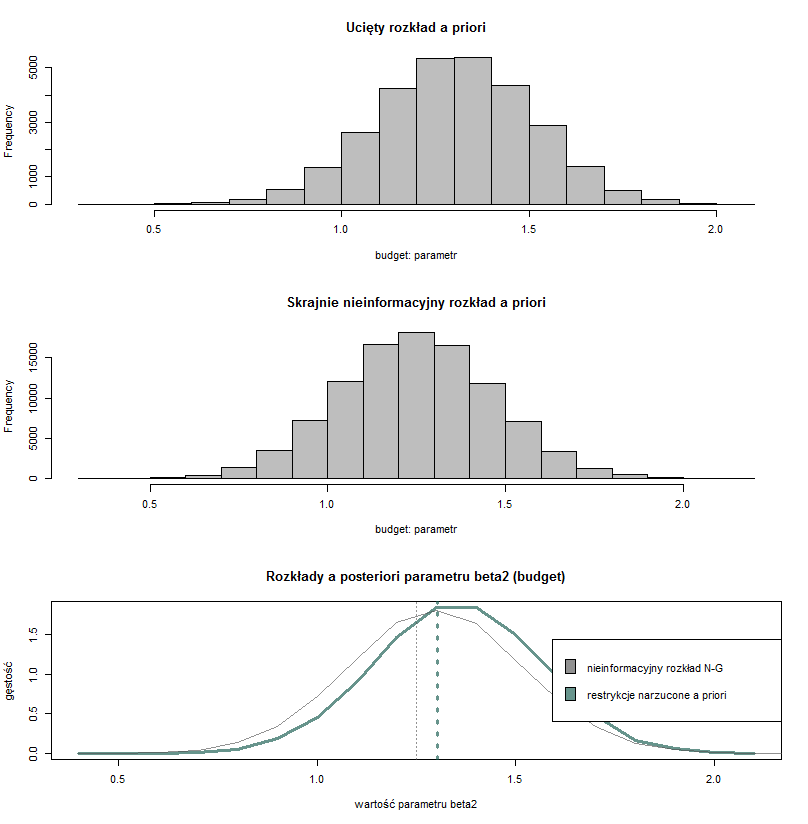 Ucięty rozkład a priori
5000
3000
1000
0
Frequency
0.5 1.0 1.5 2.0
budget: parametr
Skrajnie nieinformacyjny rozkład a priori
15000
10000
5000
0
Frequency
0.5 1.0 1.5 2.0
budget: parametr
Rozkłady a posteriori parametru beta2 (budget)
1.5
1.0
0.5
0.0
gęstość
nieinformacyjny rozkład N-G
restrykcje narzucone a priori
0.5 1.0 1.5 2.0
wartość parametru beta2